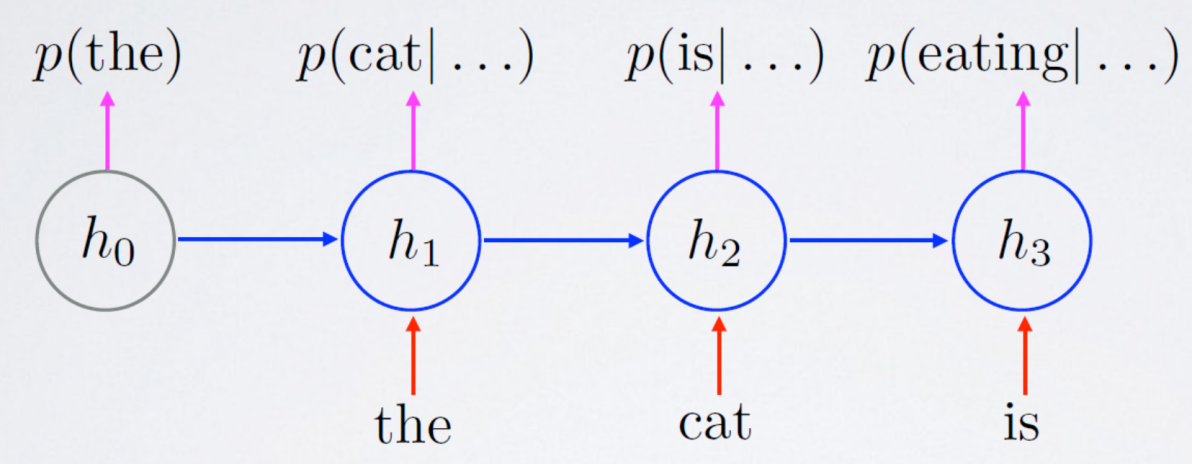 p(the) p(cat| ...) p(is| ...) p(eating| ...)
h₀ h₁ h₂ h₃
the cat is